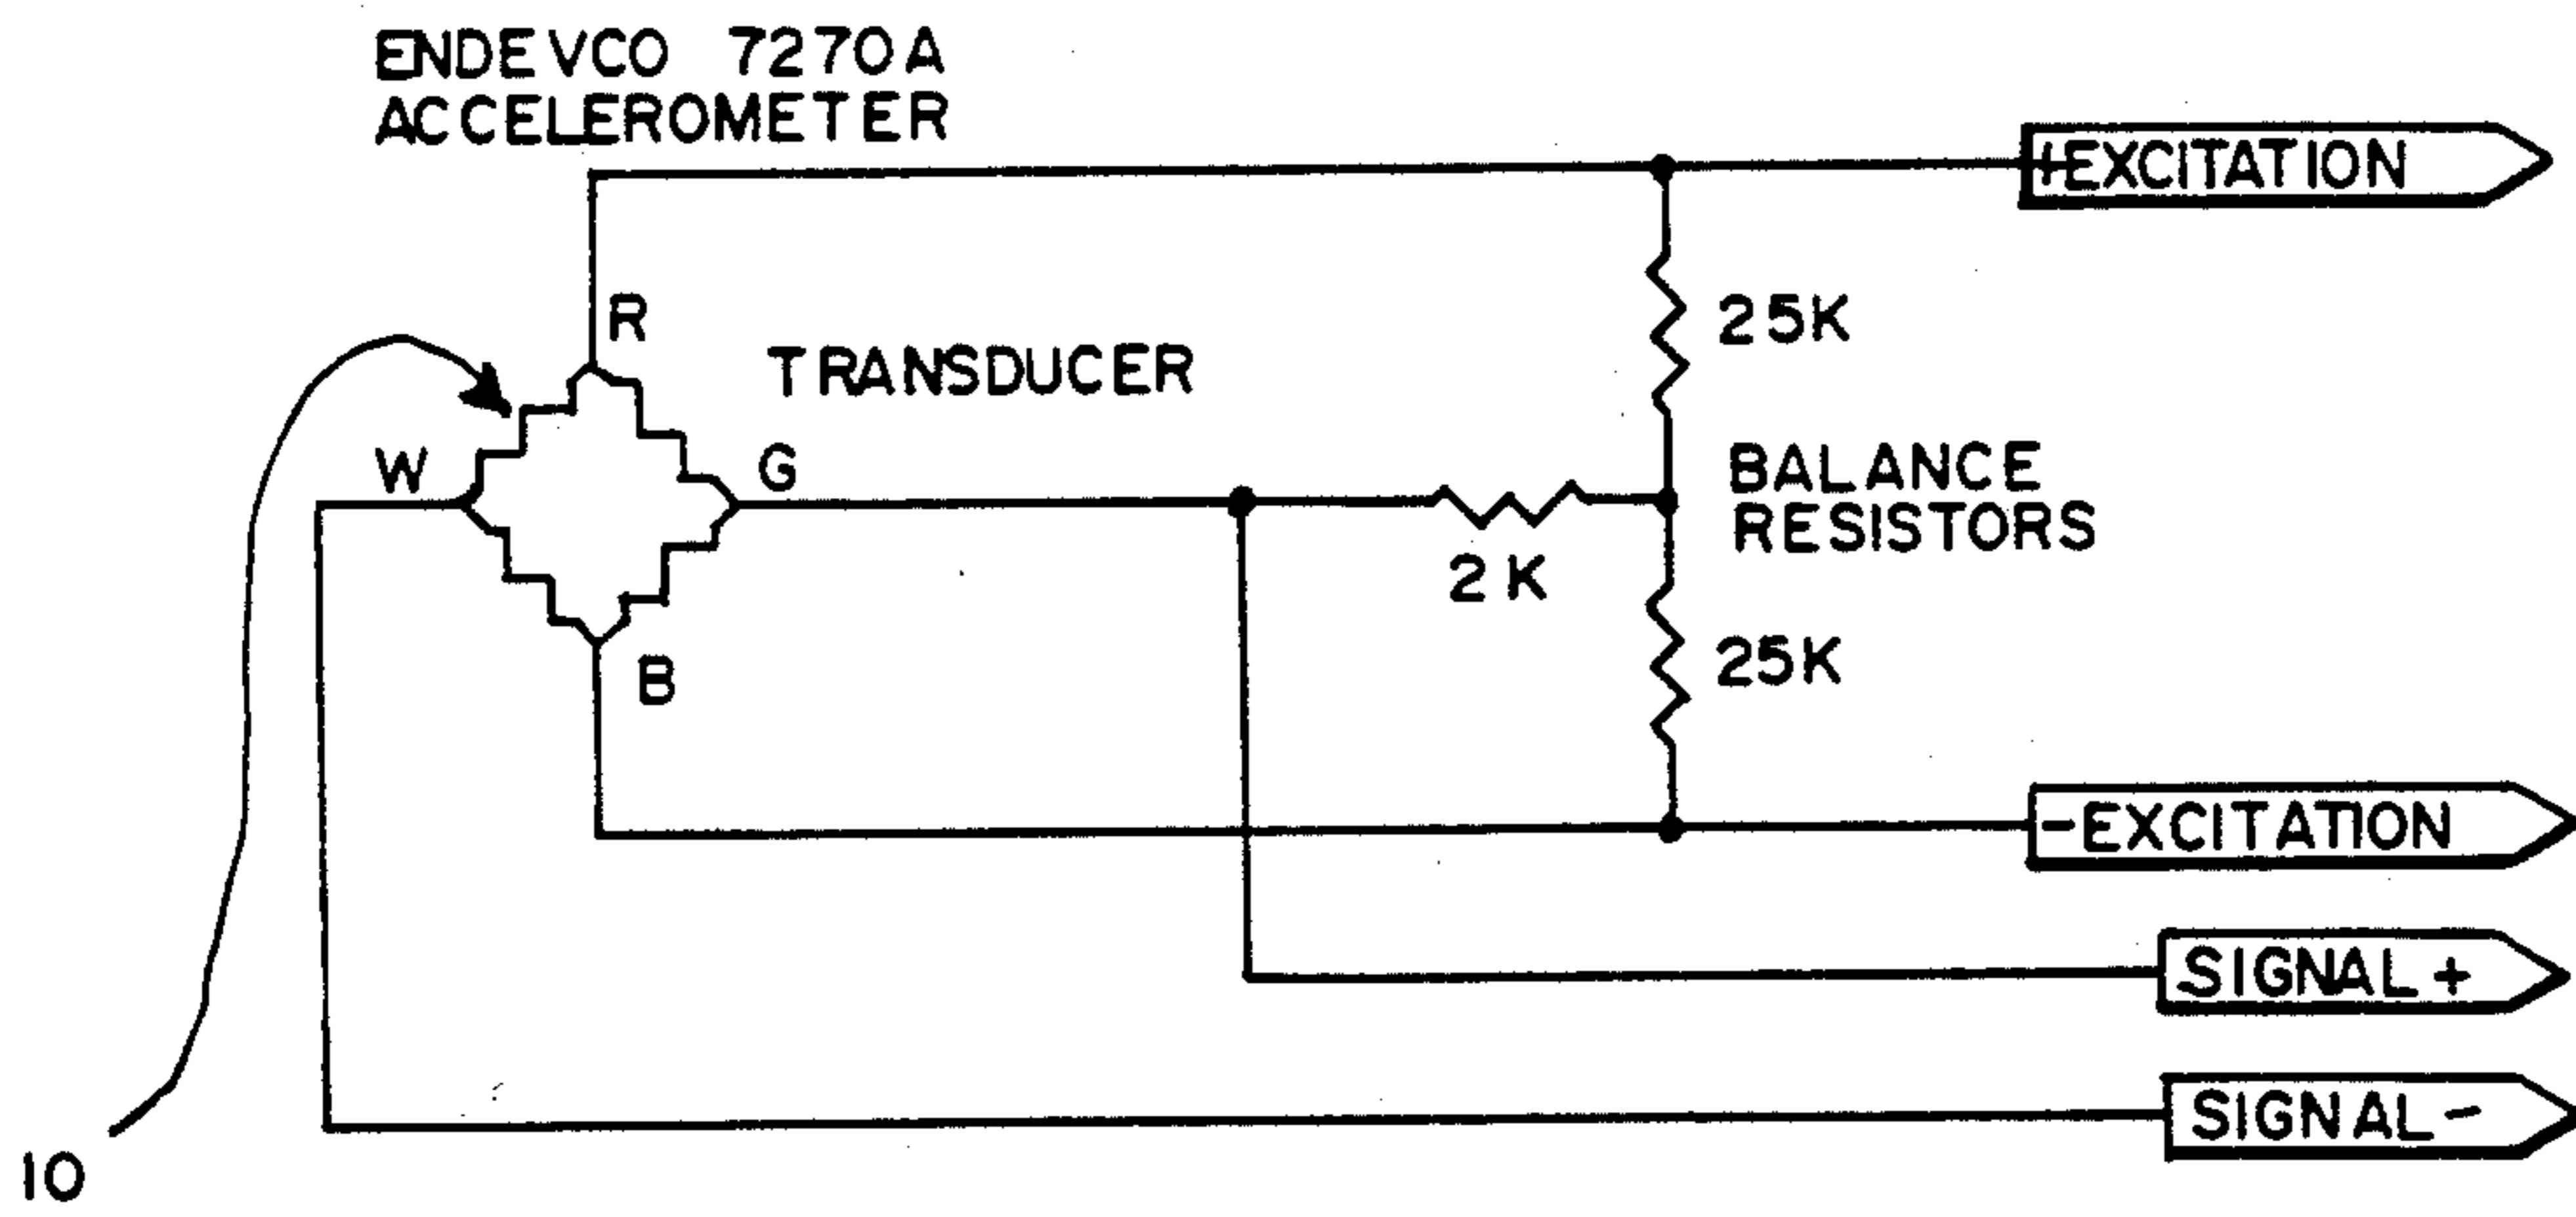 ENDEVCO 7270A
ACCELEROMETER
+EXCITATION
R
25K
TRANSDUCER
W
G
BALANCE
RESISTORS
2K
B
25K
-EXCITATION
SIGNAL+
SIGNAL-
10